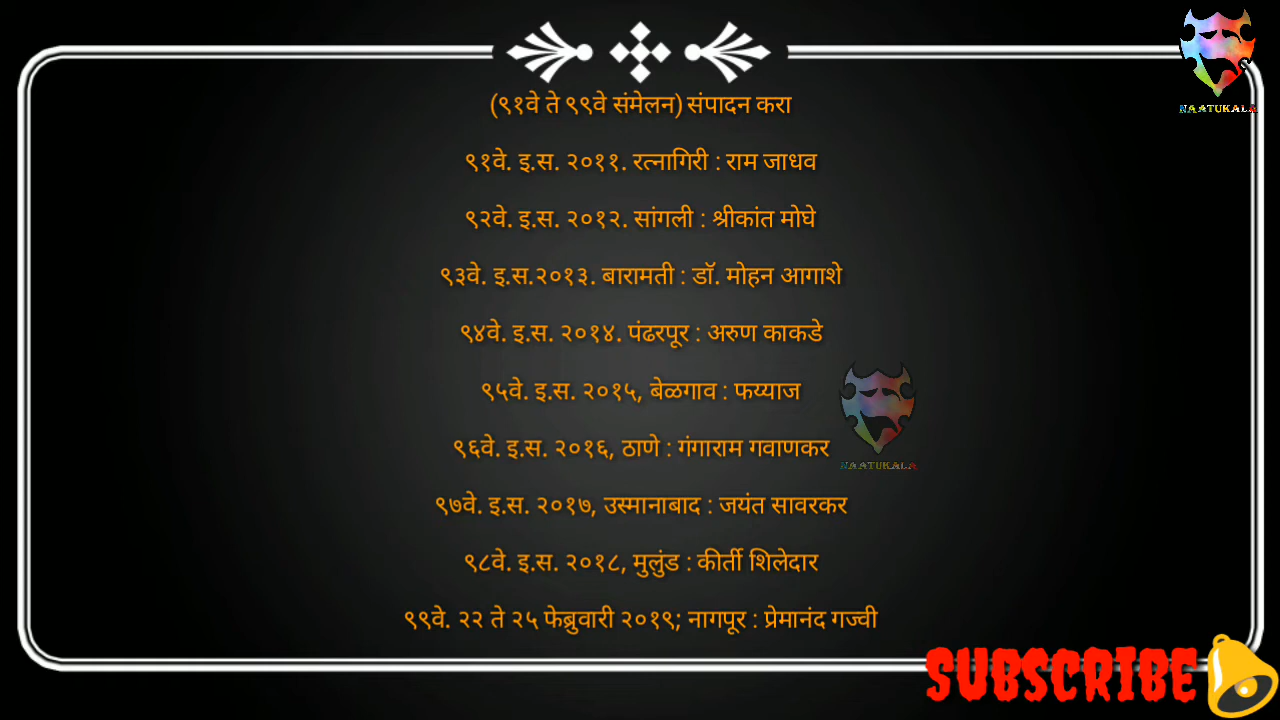 NAATUKALA
(९१वे ते ९९वे संमेलन) संपादन करा
९१वे. इ.स. २०११. रत्नागिरी : राम जाधव
९२वे. इ.स. २०१२. सांगली : श्रीकांत मोघे
९३वे. इ.स.२०१३. बारामती : डॉ. मोहन आगाशे
९४वे. इ.स. २०१४. पंढरपूर : अरुण काकडे
९५वे. इ.स. २०१५, बेळगाव : फय्याज
९६वे. इ.स. २०१६, ठाणे : गंगाराम गवाणकर
NAATUKALA
९७वे. इ.स. २०१७, उस्मानाबाद : जयंत सावरकर
९८वे. इ.स. २०१८, मुलुंड : कीर्ती शिलेदार
९९वे. २२ ते २५ फेब्रुवारी २०१९; नागपूर : प्रेमानंद गज्वी
SUBSCRIBE